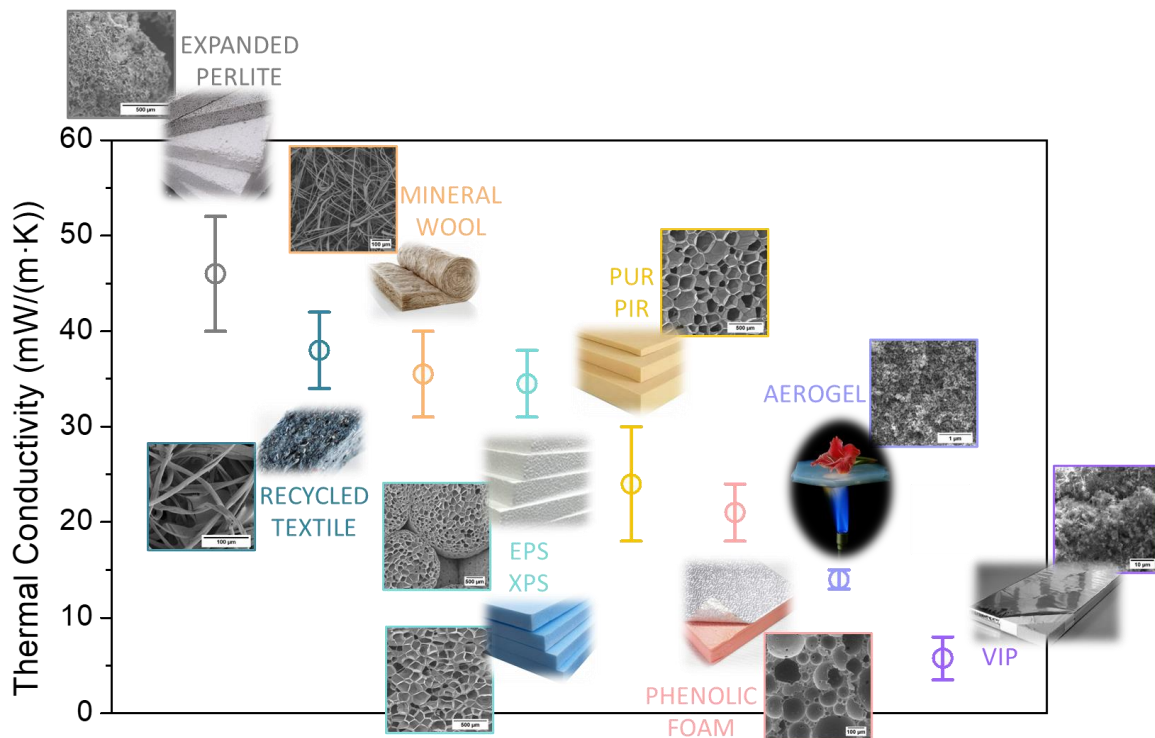 EXPANDED
PERLITE
500 µm
60
50
40
30
20
10
0
Thermal Conductivity (mW/(m·K))
MINERAL
WOOL
100 µm
PUR
PIR
500 µm
AEROGEL
1 µm
RECYCLED
TEXTILE
100 µm
EPS
XPS
500 µm
500 µm
10 µm
VIP
PHENOLIC
FOAM
100 µm